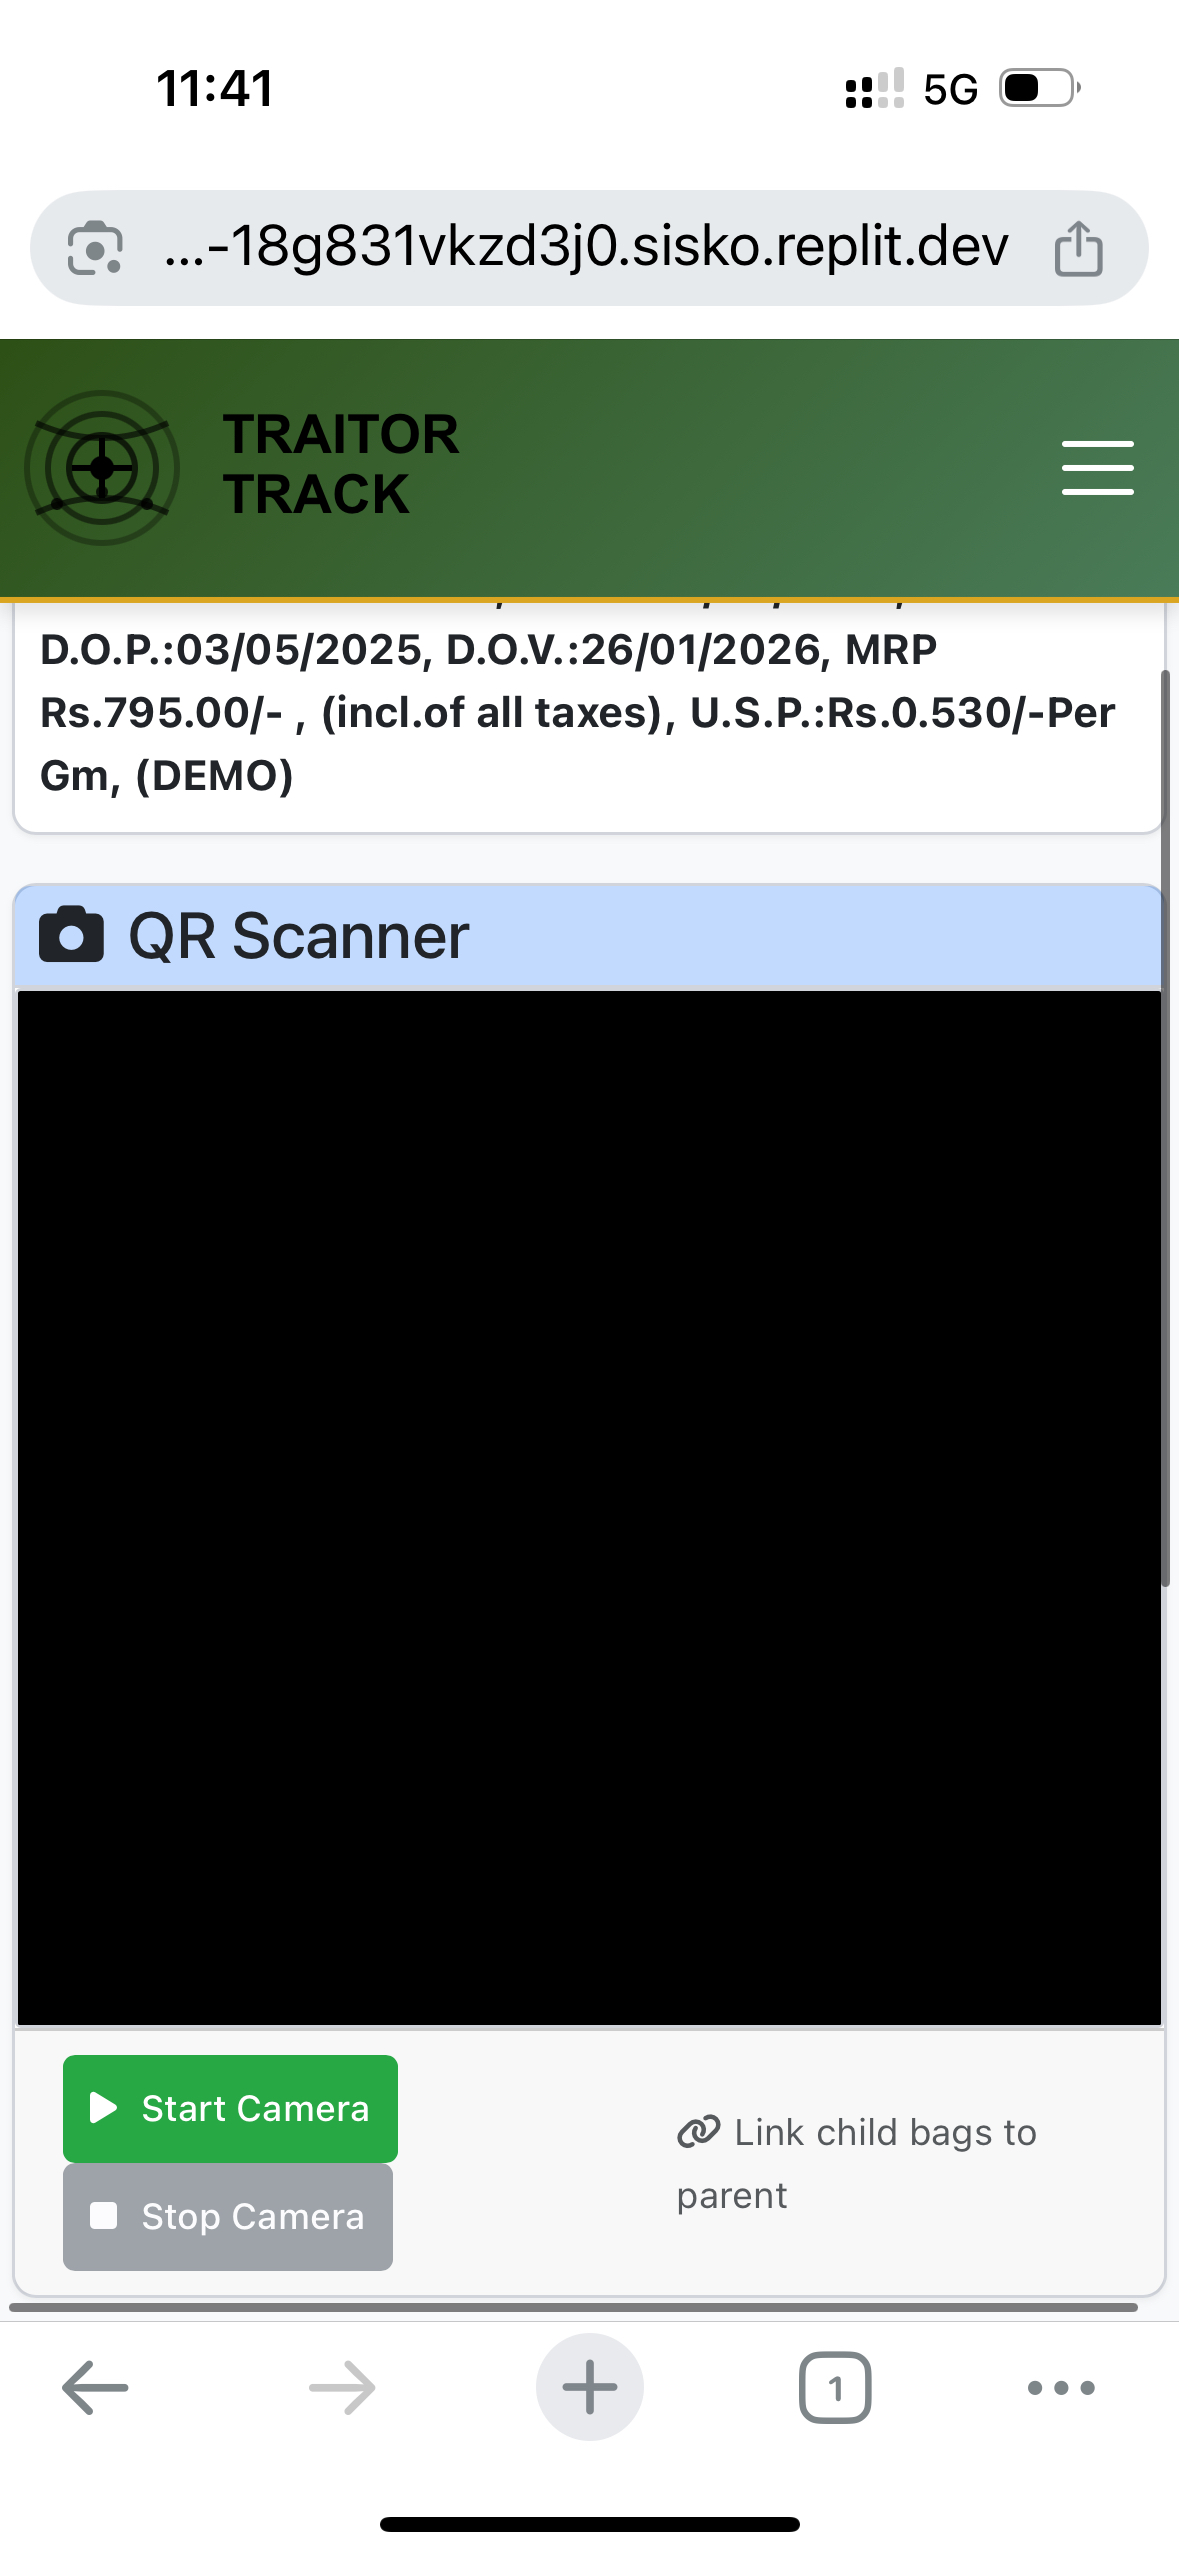 11:41
5G
...-18g831vkzd3j0.sisko.replit.dev
TRAITOR
TRACK
D.O.P.:03/05/2025, D.O.V.:26/01/2026, MRP
Rs.795.00/- , (incl.of all taxes), U.S.P.:Rs.0.530/-Per
Gm, (DEMO)
QR Scanner
Start Camera
Stop Camera
Link child bags to
parent
1